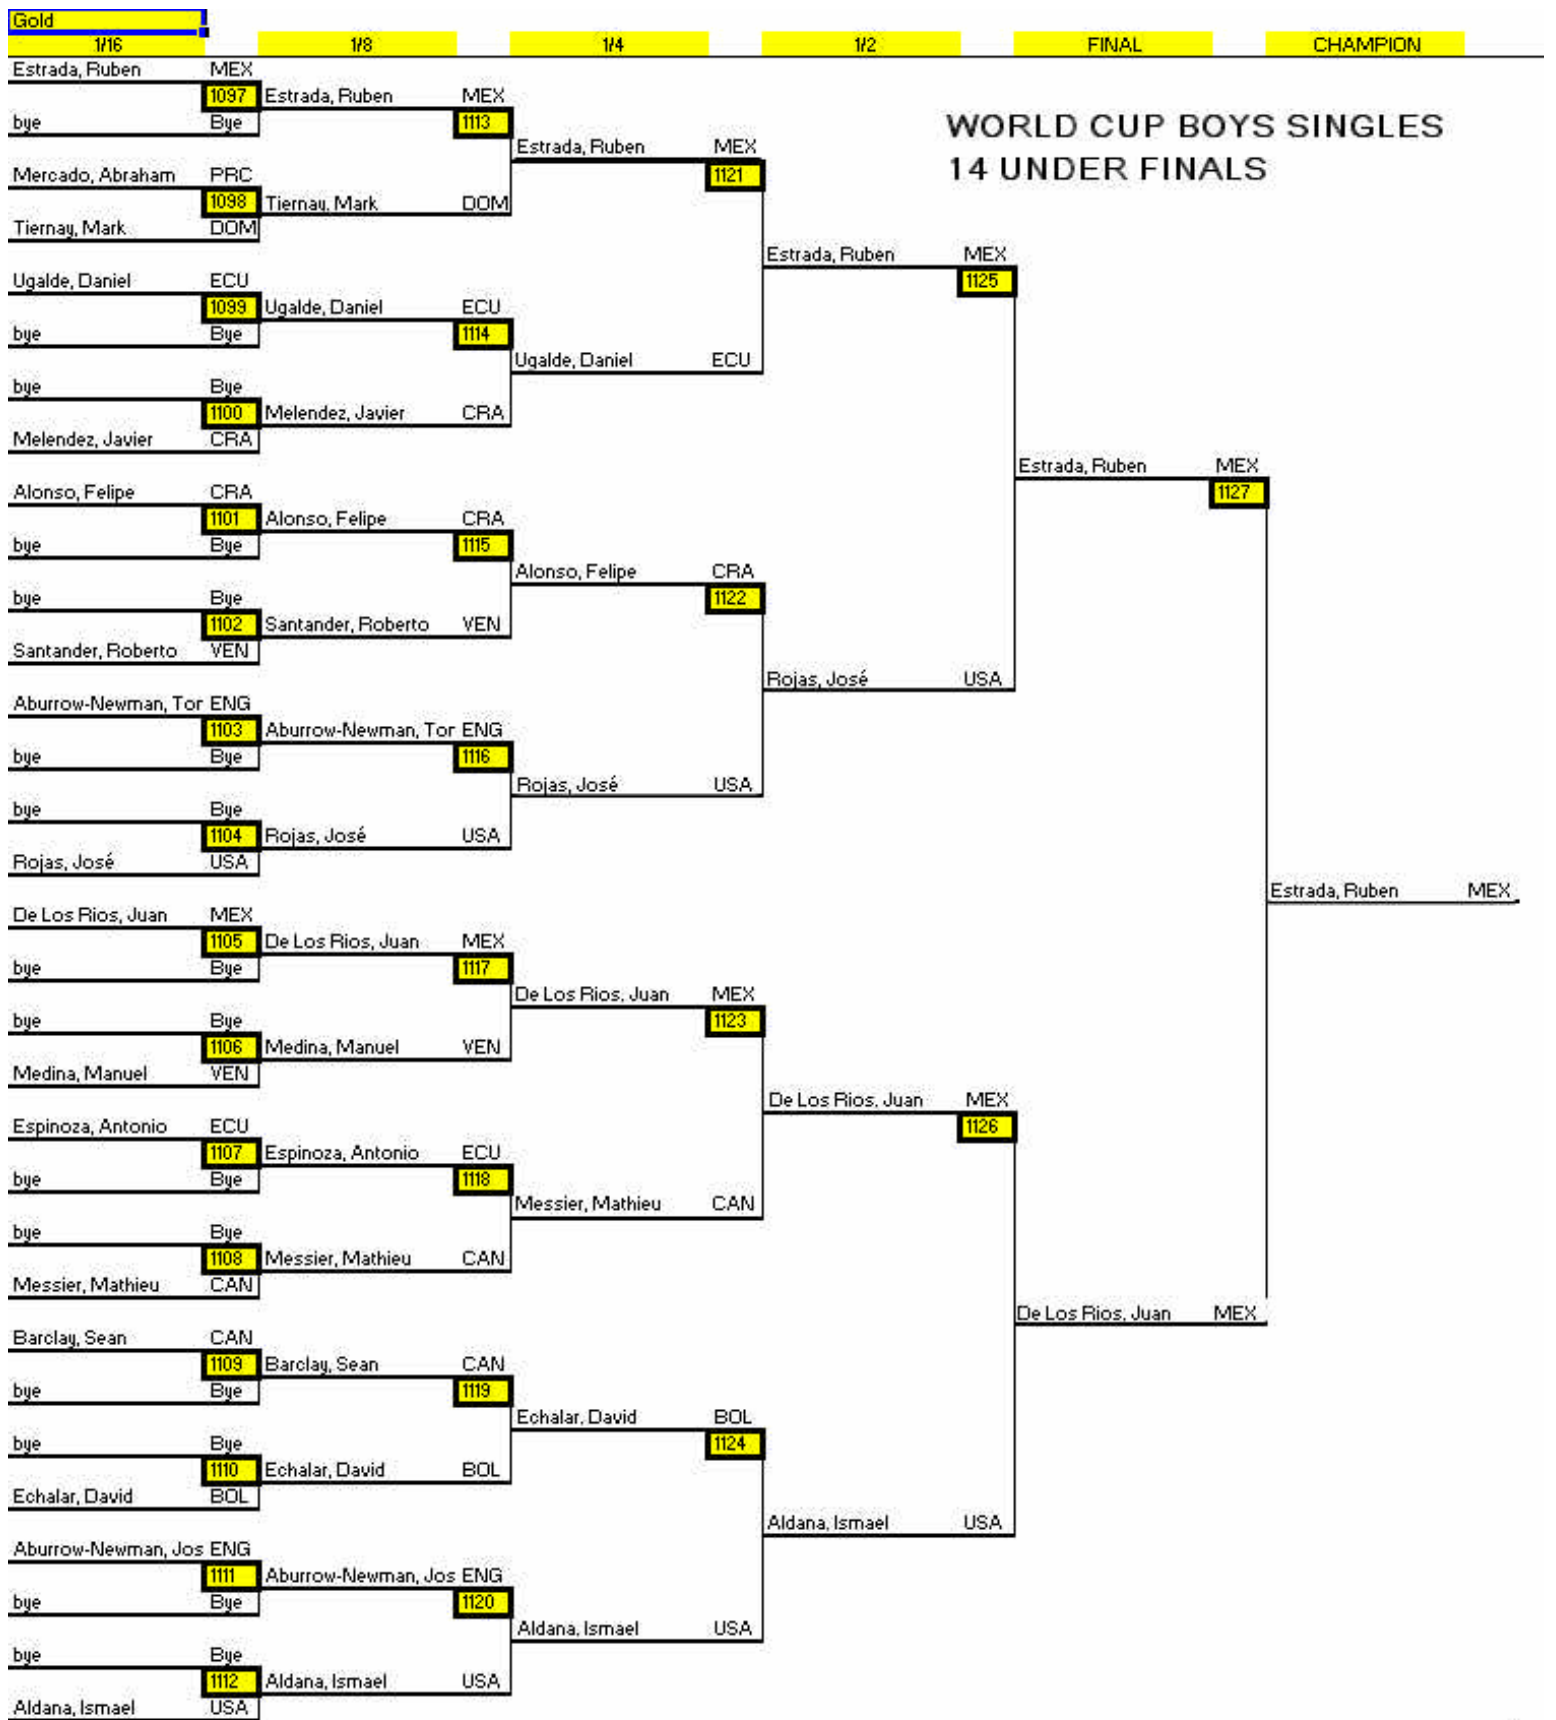 Gold
1/16 1/8 1/4 1/2 FINAL CHAMPION
Estrada, Ruben MEX
1097 Estrada, Ruben MEX
bye Bye 1113
WORLD CUP BOYS SINGLES
Estrada, Ruben MEX
14 UNDER FINALS
Mercado, Abraham PRC 1121
1098 Tiernay, Mark DOM
Tiernay, Mark DOM
Estrada, Ruben MEX
Ugalde, Daniel ECU 1125
1099 Ugalde, Daniel ECU
bye Bye 1114
Ugalde, Daniel ECU
bye Bye
1100 Melendez, Javier CRA
Melendez, Javier CRA
Estrada, Ruben MEX
Alonso, Felipe CRA 1127
1101 Alonso, Felipe CRA
bye Bye 1115
Alonso, Felipe CRA
bye Bye 1122
1102 Santander, Roberto VEN
Santander, Roberto VEN
Rojas, José USA
Aburrow-Newman, Tor ENG
1103 Aburrow-Newman, Tor ENG
bye Bye 1116
Rojas, José USA
bye Bye
1104 Rojas, José USA
Rojas, José USA
Estrada, Ruben MEX
De Los Rios, Juan MEX
1105 De Los Rios, Juan MEX
bye Bye 1117
De Los Rios, Juan MEX
bye Bye 1123
1106 Medina, Manuel VEN
Medina, Manuel VEN
De Los Rios, Juan MEX
Espinoza, Antonio ECU 1126
1107 Espinoza, Antonio ECU
bye Bye 1118
Messier, Mathieu CAN
bye Bye
1108 Messier, Mathieu CAN
Messier, Mathieu CAN
De Los Rios, Juan MEX
Barclay, Sean CAN
1109 Barclay, Sean CAN
bye Bye 1119
Echalar, David BOL
bye Bye 1124
1110 Echalar, David BOL
Echalar, David BOL
Aldana, Ismael USA
Aburrow-Newman, Jos ENG
1111 Aburrow-Newman, Jos ENG
bye Bye 1120
Aldana, Ismael USA
bye Bye
1112 Aldana, Ismael USA
Aldana, Ismael USA